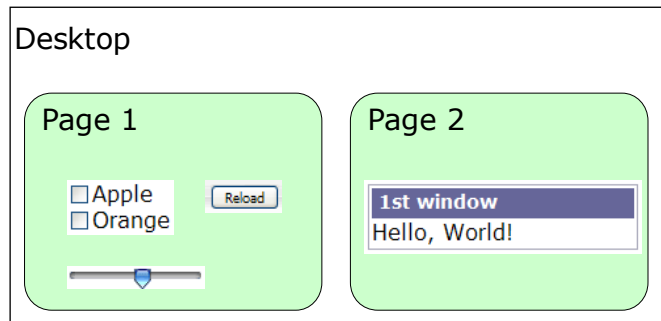 Desktop
Page 1
Apple
Reload
Orange
Page 2
1st window
Hello, World!